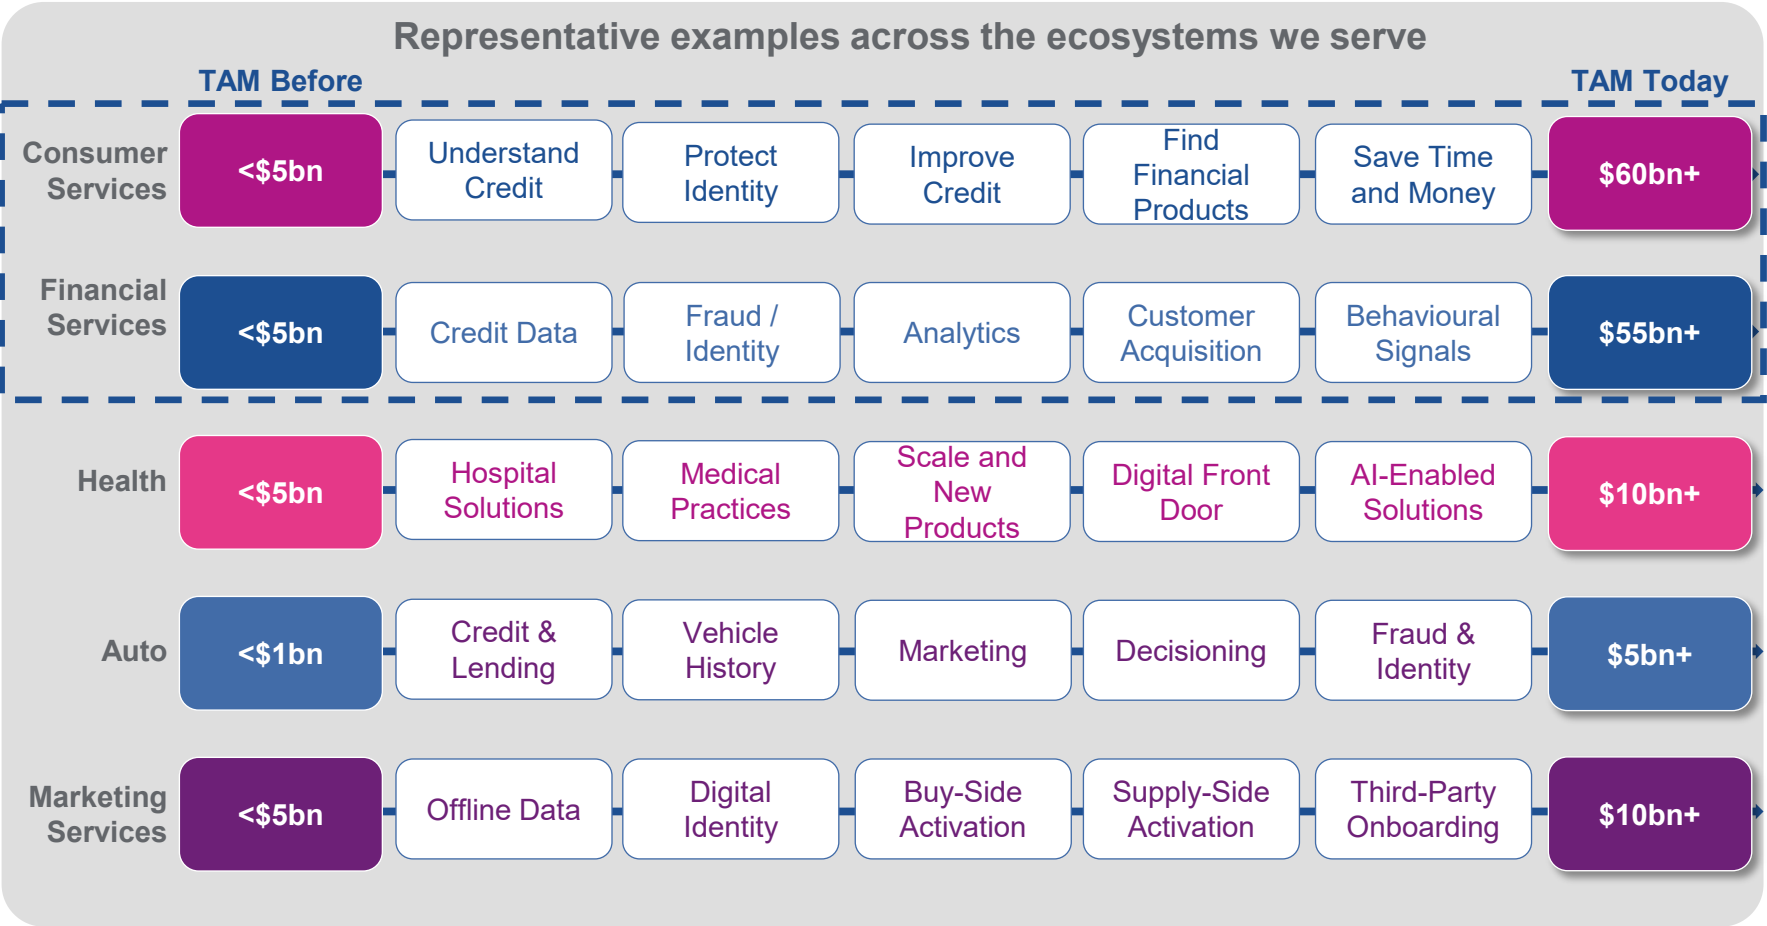 Representative examples across the ecosystems we serve
TAM Before
TAM Today
Consumer
Services
<$5bn
Understand
Credit
Protect
Identity
Improve
Credit
Find
Financial
Products
Save Time
and Money
$60bn+
Financial
Services
<$5bn
Credit Data
Fraud /
Identity
Analytics
Customer
Acquisition
Behavioural
Signals
$55bn+
Health
<$5bn
Hospital
Solutions
Medical
Practices
Scale and
New
Products
Digital Front
Door
AI-Enabled
Solutions
$10bn+
Auto
<$1bn
Credit &
Lending
Vehicle
History
Marketing
Decisioning
Fraud &
Identity
$5bn+
Marketing
Services
<$5bn
Offline Data
Digital
Identity
Buy-Side
Activation
Supply-Side
Activation
Third-Party
Onboarding
$10bn+